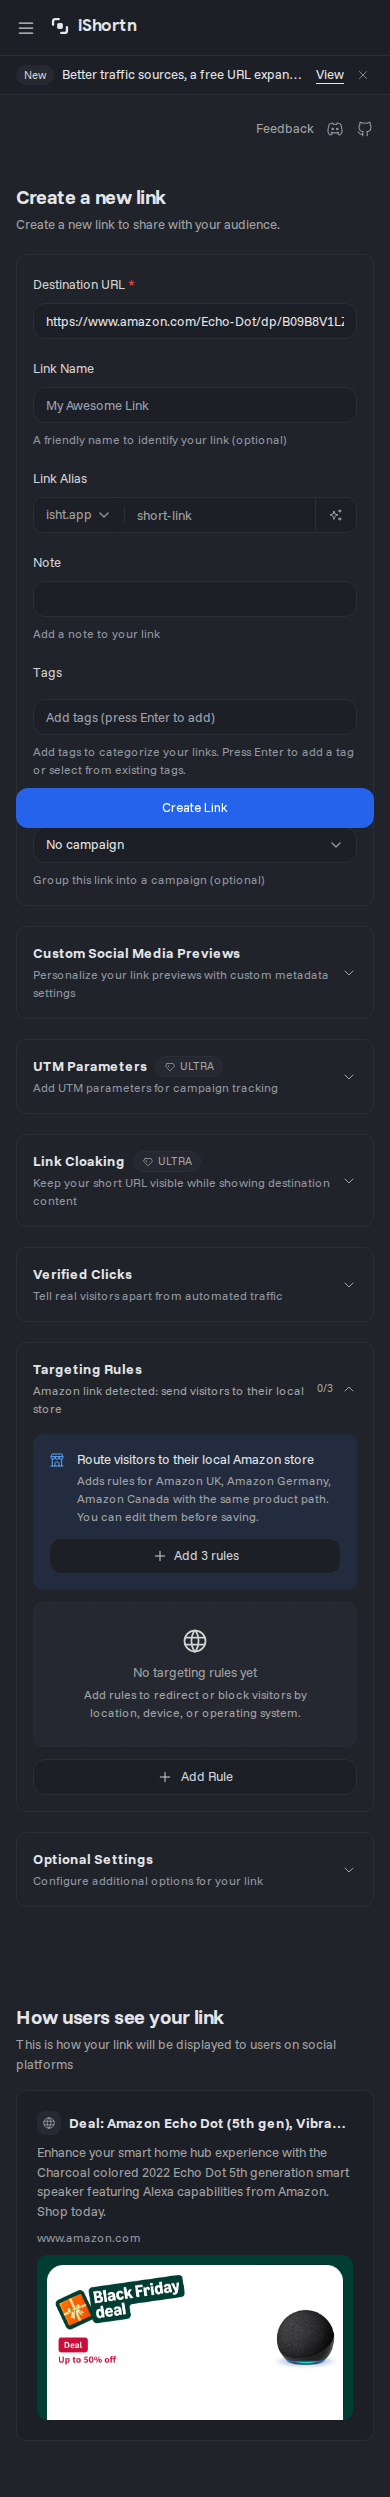 iShortn
New Better traffic sources, a free URL expan... View
Feedback
Create a new link
Create a new link to share with your audience.
Destination URL *
https://www.amazon.com/Echo-Dot/dp/B09B8V1LZ
Link Name
My Awesome Link
A friendly name to identify your link (optional)
Link Alias
isht.app short-link
Note
Add a note to your link
Tags
Add tags (press Enter to add)
Add tags to categorize your links. Press Enter to add a tag
or select from existing tags.
Create Link
No campaign
Group this link into a campaign (optional)
Custom Social Media Previews
Personalize your link previews with custom metadata
settings
UTM Parameters ULTRA
Add UTM parameters for campaign tracking
Link Cloaking ULTRA
Keep your short URL visible while showing destination
content
Verified Clicks
Tell real visitors apart from automated traffic
Targeting Rules
Amazon link detected: send visitors to their local
store
0/3
Route visitors to their local Amazon store
Adds rules for Amazon UK, Amazon Germany,
Amazon Canada with the same product path.
You can edit them before saving.
Add 3 rules
No targeting rules yet
Add rules to redirect or block visitors by
location, device, or operating system.
Add Rule
Optional Settings
Configure additional options for your link
How users see your link
This is how your link will be displayed to users on social
platforms
Deal: Amazon Echo Dot (5th gen), Vibra...
Enhance your smart home hub experience with the
Charcoal colored 2022 Echo Dot 5th generation smart
speaker featuring Alexa capabilities from Amazon.
Shop today.
www.amazon.com
Black Friday
deal
Deal
Up to 50% off